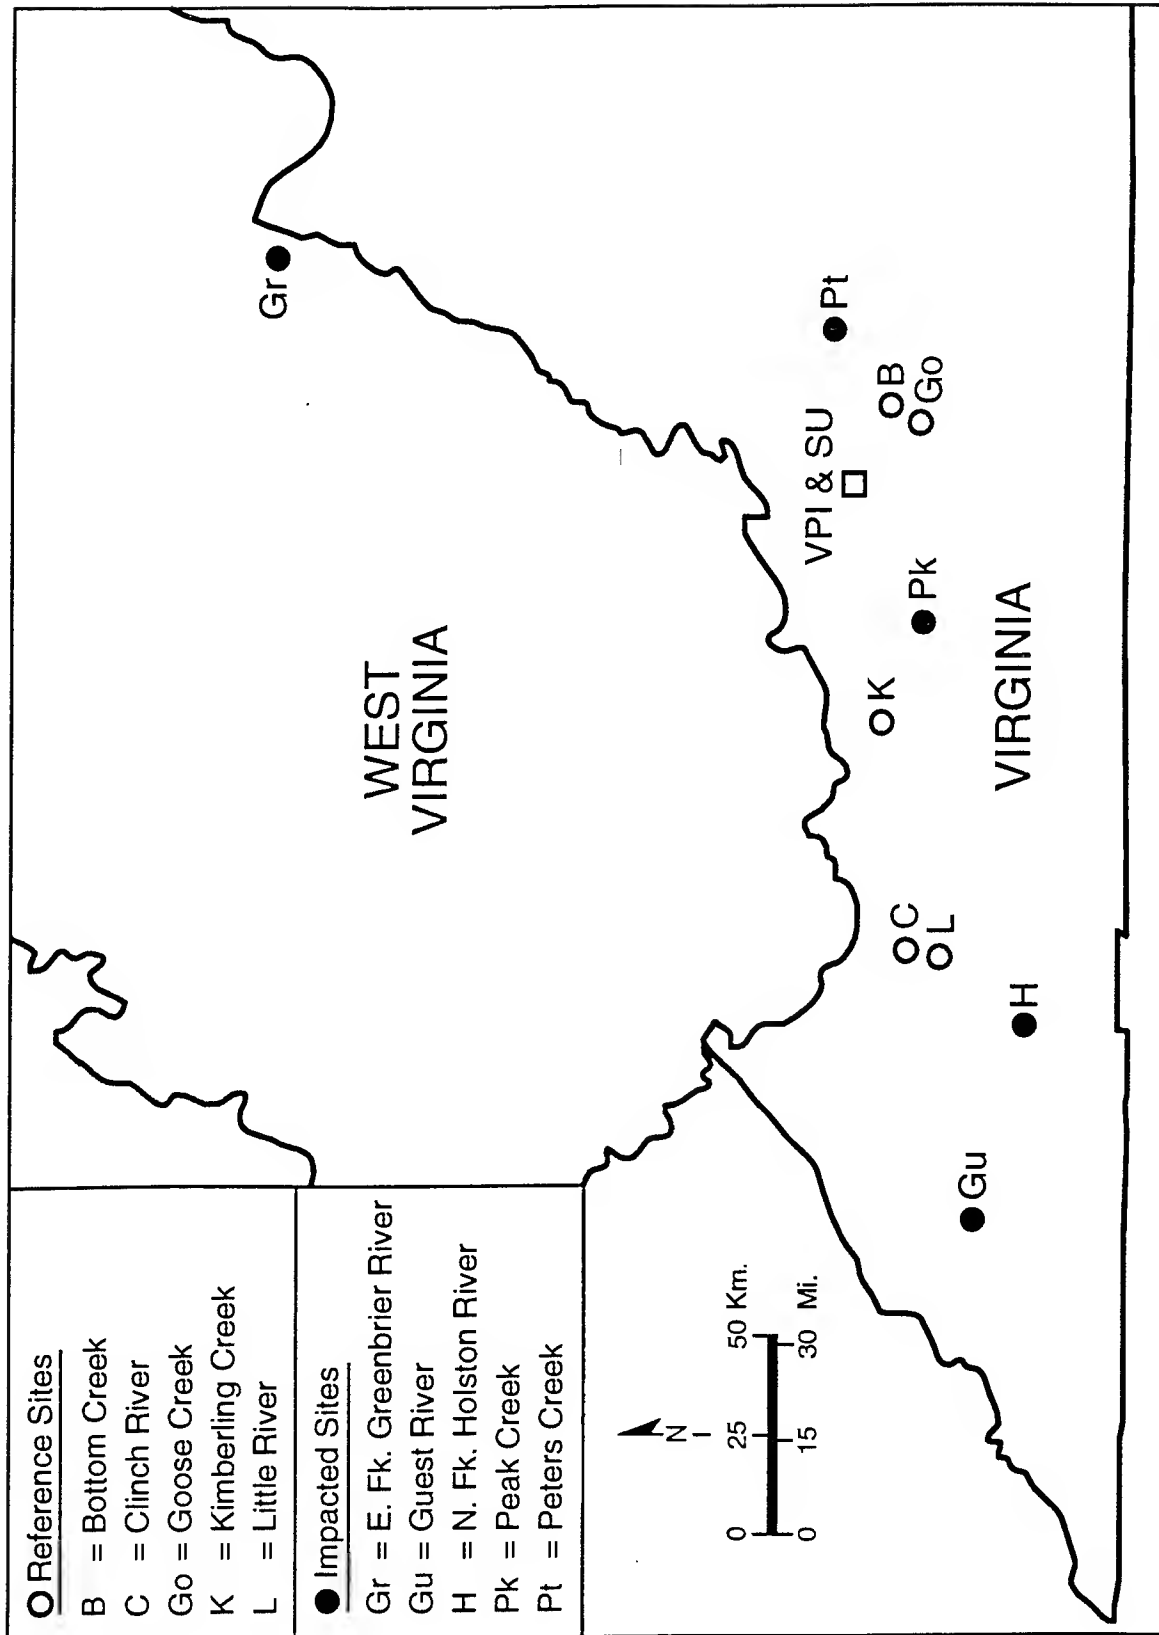 O Reference Sites
B = Bottom Creek
C = Clinch River
Go = Goose Creek
K = Kimberling Creek
L = Little River
● Impacted Sites
Gr = E. Fk. Greenbrier River
Gu = Guest River
H = N. Fk. Holston River
Pk = Peak Creek
Pt = Peters Creek
WEST
VIRGINIA
Gr
N
0 25 50 Km.
0 15 30 Mi.
VPI & SU
Pt
B
Go
K
Pk
C
L
H
Gu
VIRGINIA